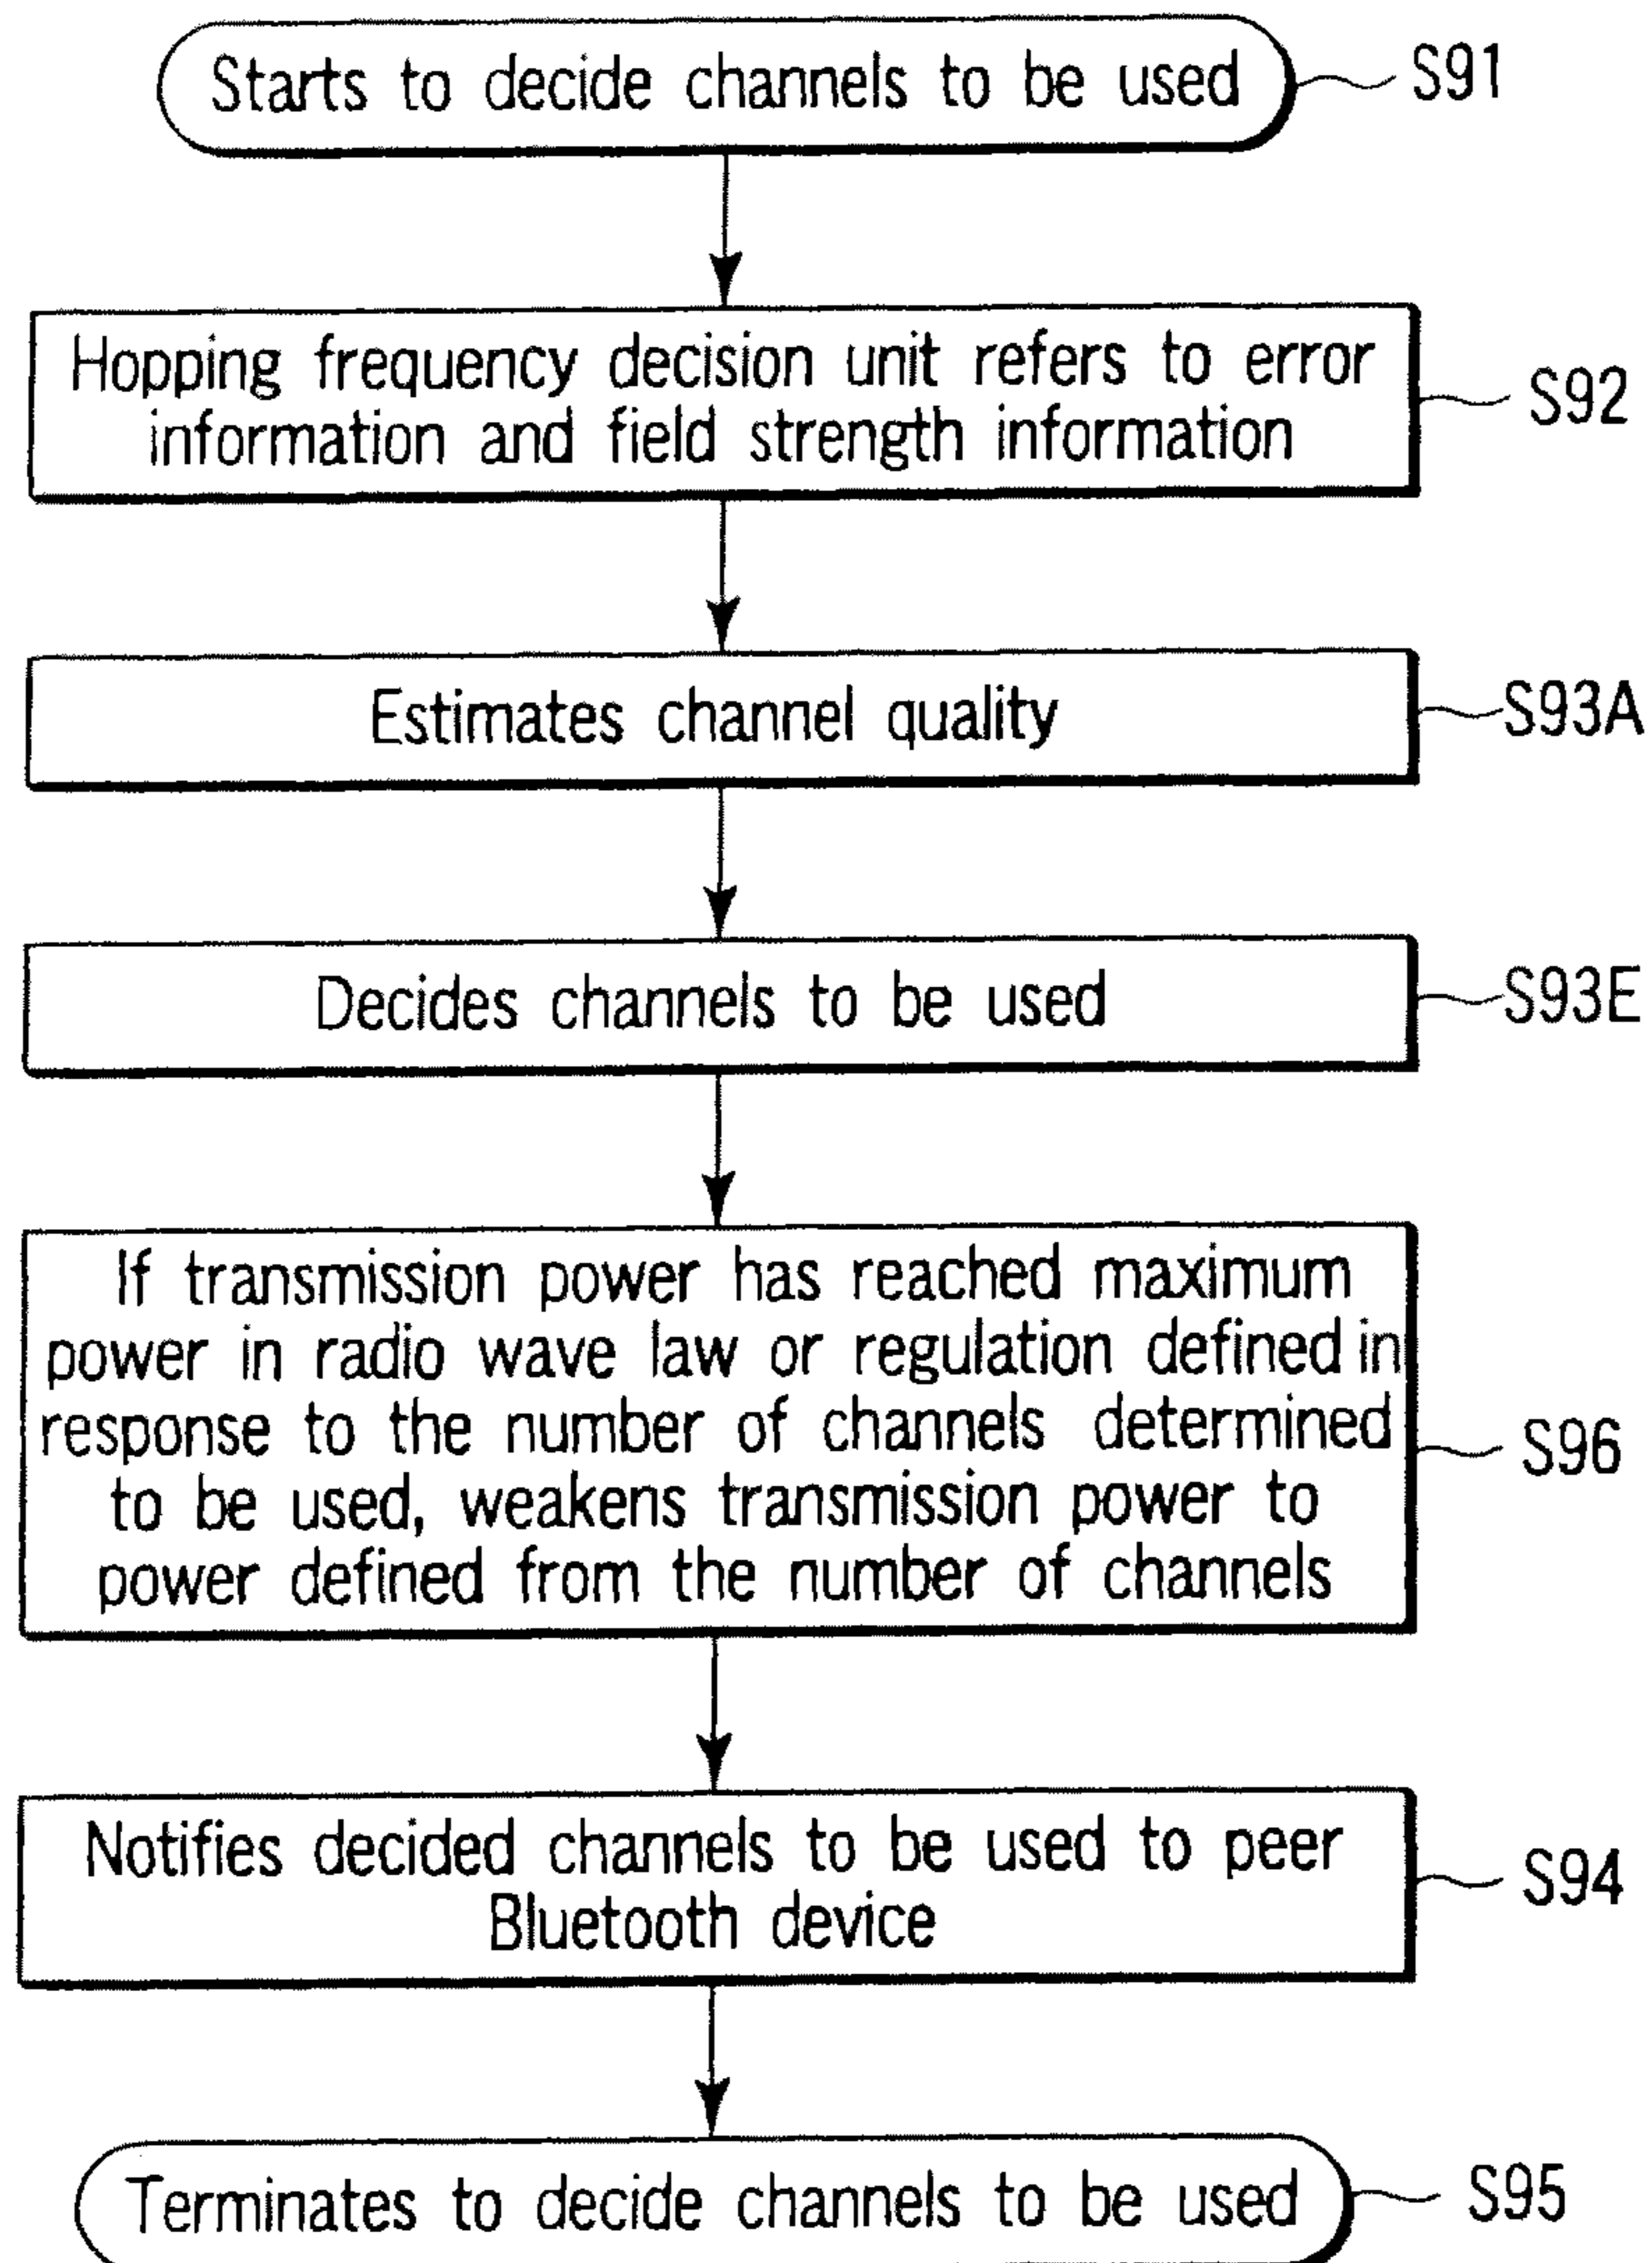 Starts to decide channels to be used
S91
Hopping frequency decision unit refers to error
information and field strength information
S92
Estimates channel quality
S93A
Decides channels to be used
S93E
If transmission power has reached maximum
power in radio wave law or regulation defined in
response to the number of channels determined
to be used, weakens transmission power to
power defined from the number of channels
S96
Notifies decided channels to be used to peer
Bluetooth device
S94
Terminates to decide channels to be used
S95